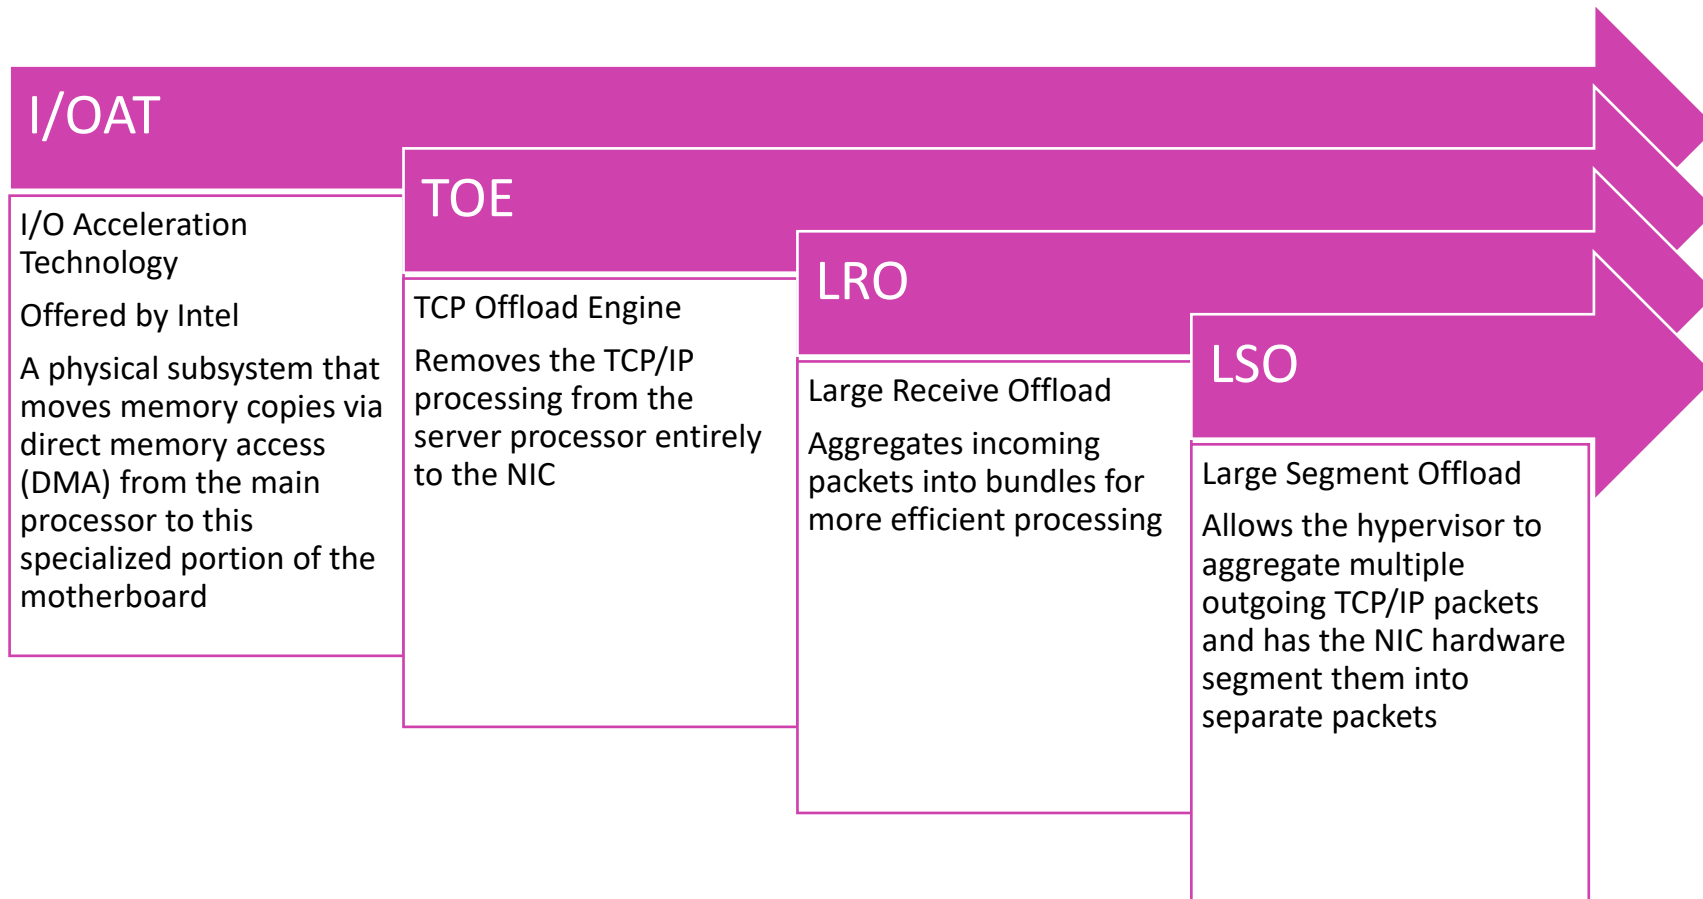 I/OAT
I/O Acceleration
Technology
Offered by Intel
A physical subsystem that
moves memory copies via
direct memory access
(DMA) from the main
processor to this
specialized portion of the
motherboard
TOE
TCP Offload Engine
Removes the TCP/IP
processing from the
server processor entirely
to the NIC
LRO
Large Receive Offload
Aggregates incoming
packets into bundles for
more efficient processing
LSO
Large Segment Offload
Allows the hypervisor to
aggregate multiple
outgoing TCP/IP packets
and has the NIC hardware
segment them into
separate packets